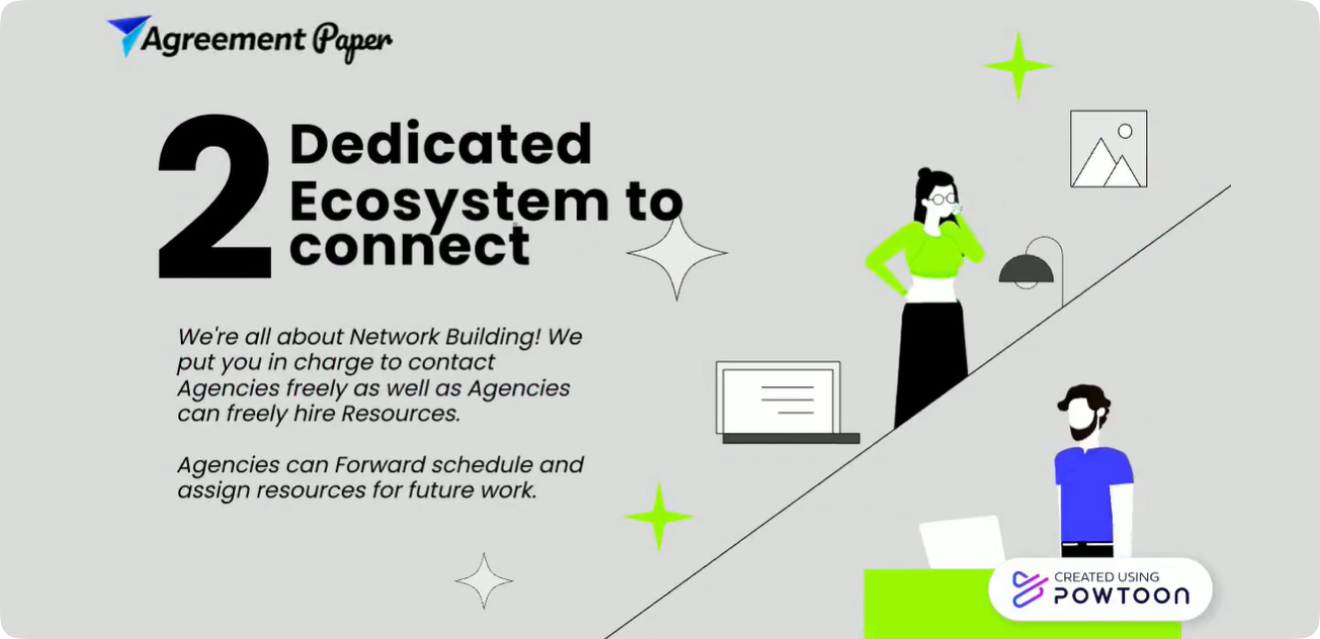 Agreement Paper
2
Dedicated
Ecosystem to
connect
We're all about Network Building! We
put you in charge to contact
Agencies freely as well as Agencies
can freely hire Resources.
Agencies can Forward schedule and
assign resources for future work.
CREATED USING
POWTOON